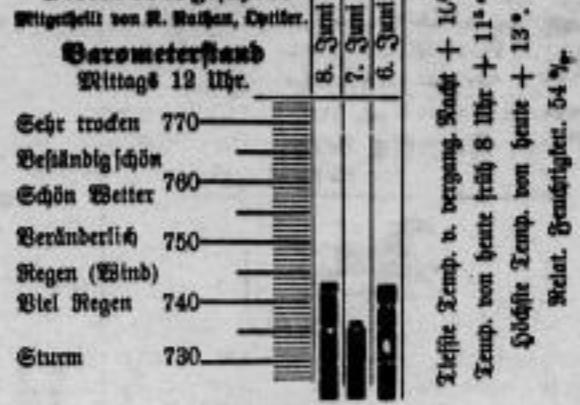 Mitgetheilt von R. Nathan, Optiker.
Barometerstand
Mittags 12 Uhr.
8. Juni
7. Juni
6. Juni
Sehr trocken 770
Beständig schön
Schön Wetter 760
Veränderlich 750
Regen (Wind)
Viel Regen 740
Sturm 730
Tiefste Temp. v. vergang. Nacht + 10
Temp. von heute früh 8 Uhr + 11°
Höchste Temp. von heute + 13°.
Relat. Feuchtigkeit. 54 %.